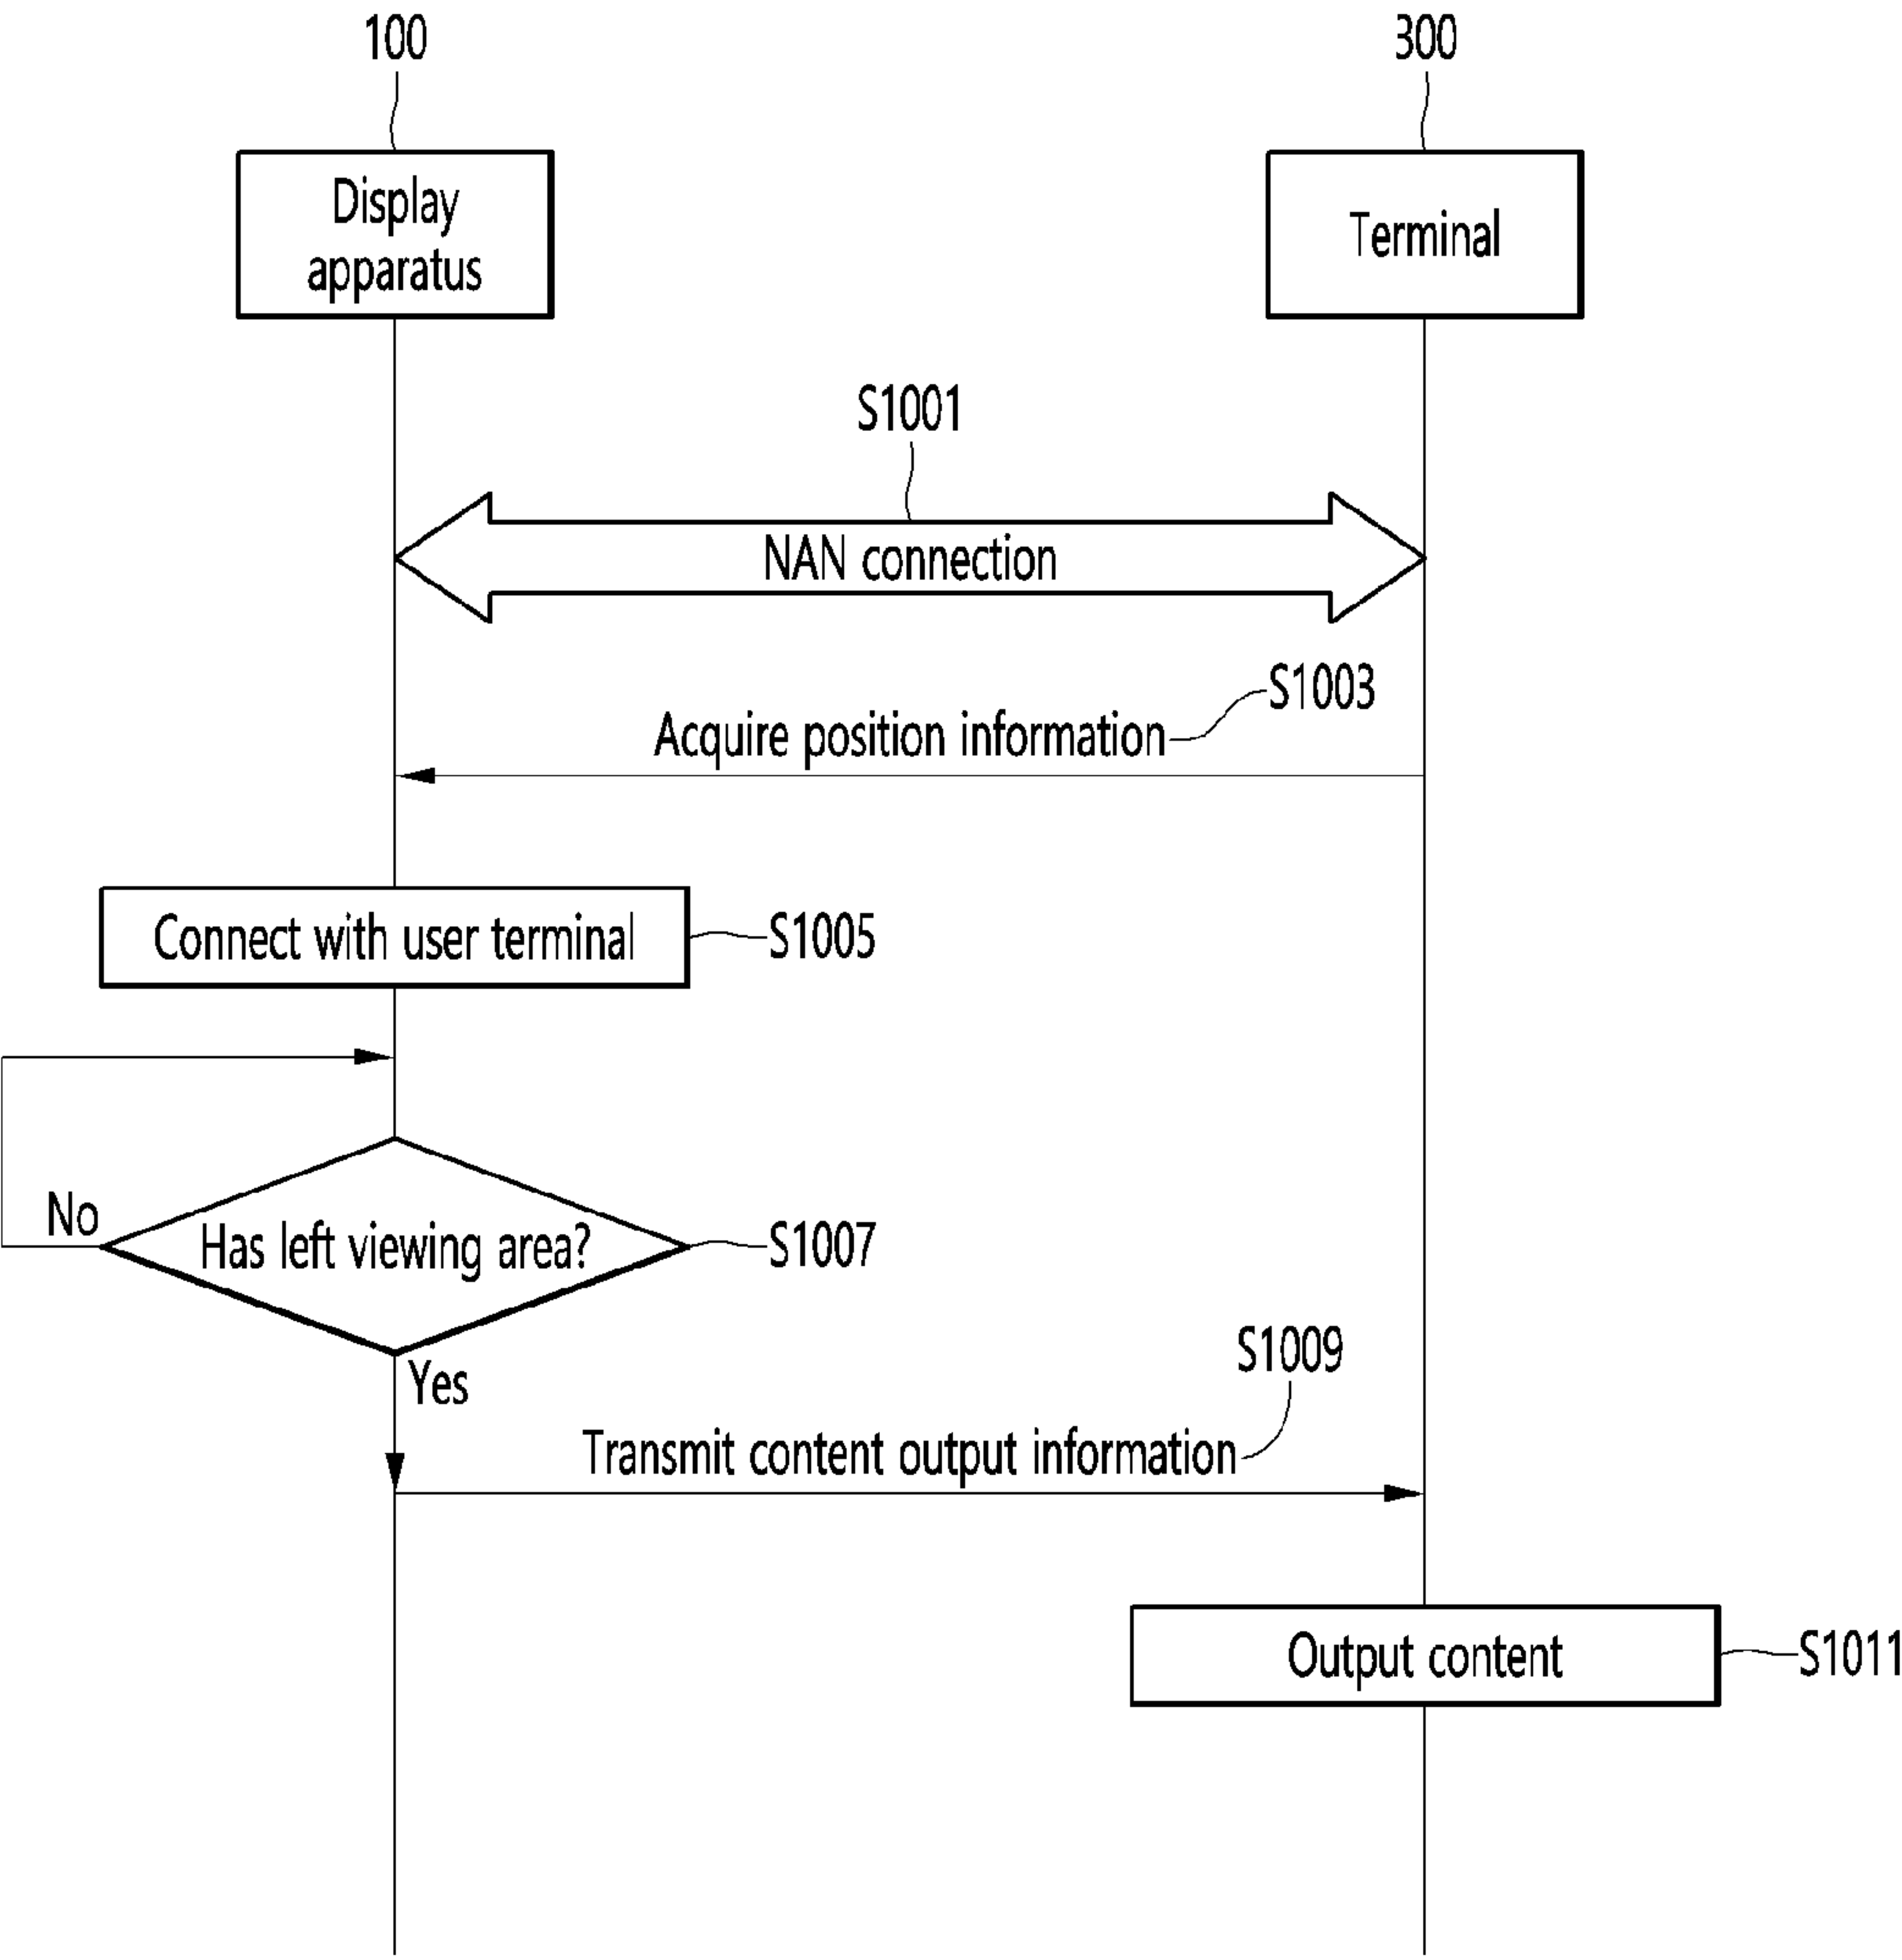 100
300
Display
apparatus
Terminal
S1001
NAN connection
S1003
Acquire position information
Connect with user terminal
S1005
No
Has left viewing area?
S1007
Yes
S1009
Transmit content output information
Output content
S1011